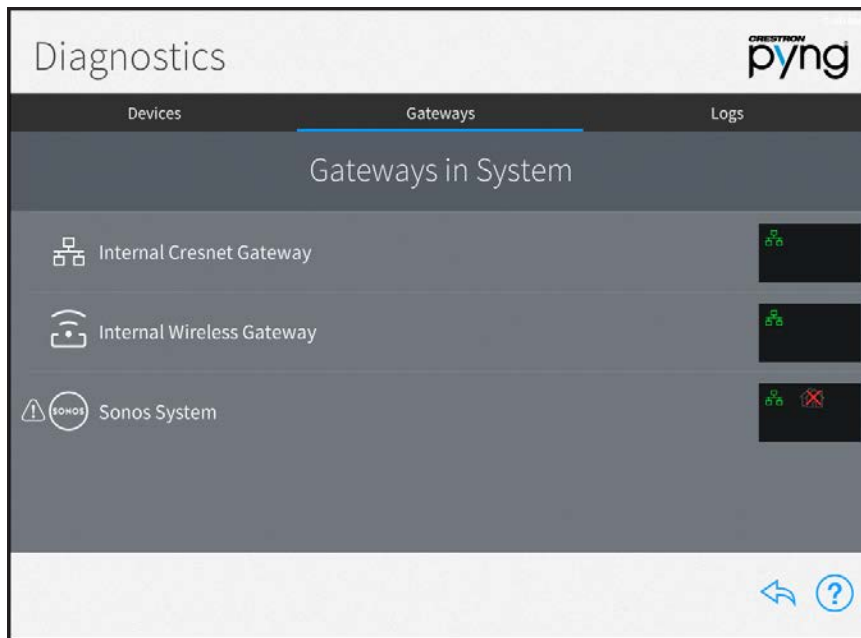 Diagnostics
CRESTRON
pyng
Devices
Gateways
Logs
Gateways in System
Internal Cresnet Gateway
Internal Wireless Gateway
SONOS
Sonos System
?